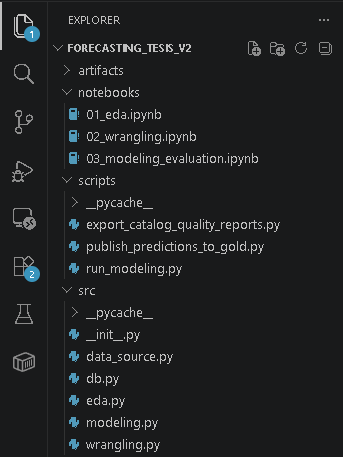 EXPLORER
FORECASTING_TESIS_V2
artifacts
notebooks
01_eda.ipynb
02_wrangling.ipynb
03_modeling_evaluation.ipynb
scripts
__pycache__
export_catalog_quality_reports.py
publish_predictions_to_gold.py
run_modeling.py
src
__pycache__
__init__.py
data_source.py
db.py
eda.py
modeling.py
wrangling.py
1
2